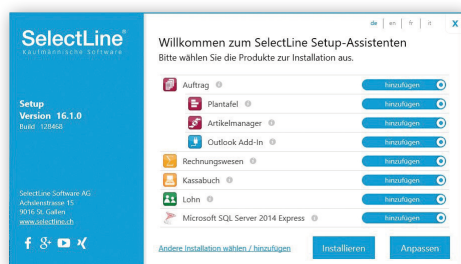 SelectLine®
Kaufmännische Software
de | en | fr | it X
Willkommen zum SelectLine Setup-Assistenten
Bitte wählen Sie die Produkte zur Installation aus.
Setup
Version 16.1.0
Build 128468
Auftrag hinzufügen
Plantafel hinzufügen
Artikelmanager hinzufügen
Outlook Add-In hinzufügen
Rechnungswesen hinzufügen
Kassabuch hinzufügen
Lohn hinzufügen
Microsoft SQL Server 2014 Express hinzufügen
SelectLine Software AG
Achslenstrasse 15
9016 St. Gallen
www.selectline.ch
Andere Installation wählen / hinzufügen
Installieren
Anpassen